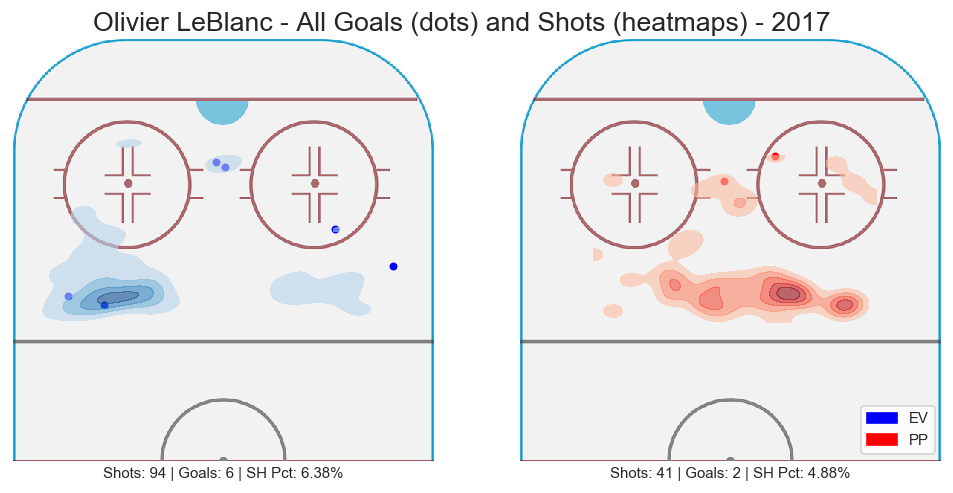 Olivier LeBlanc - All Goals (dots) and Shots (heatmaps) - 2017
EV
PP
Shots: 94 | Goals: 6 | SH Pct: 6.38%
Shots: 41 | Goals: 2 | SH Pct: 4.88%